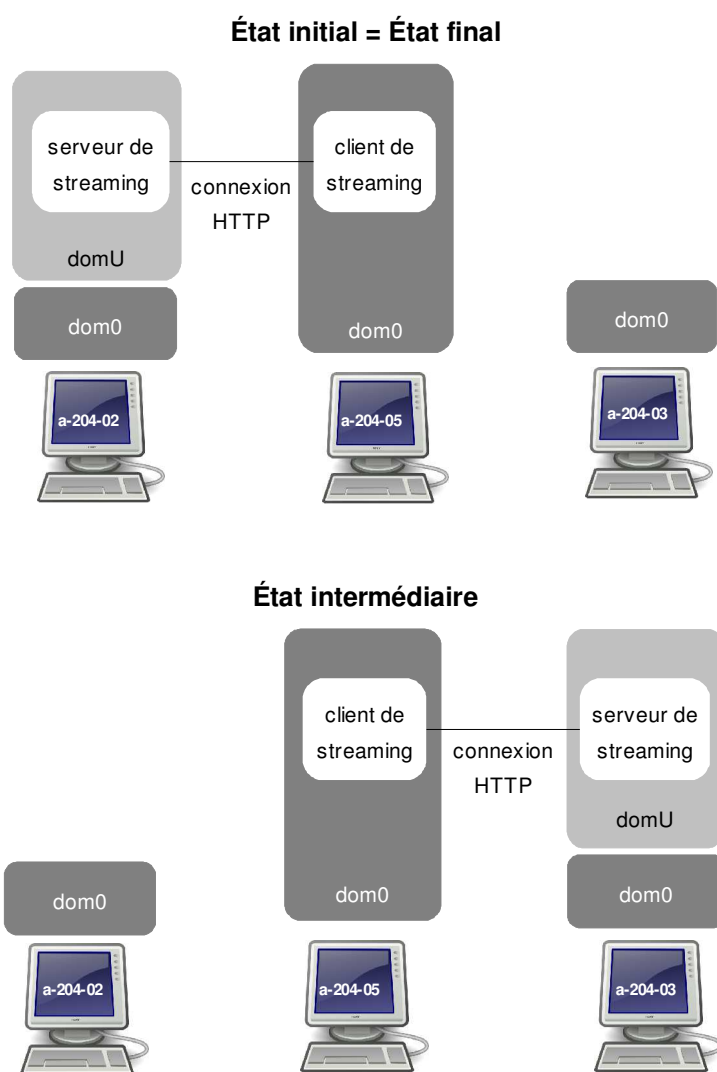 État initial = État final
serveur de
streaming
connexion
HTTP
client de
streaming
domU
dom0
dom0
dom0
a-204-02
a-204-05
a-204-03
État intermédiaire
client de
streaming
connexion
HTTP
serveur de
streaming
domU
dom0
dom0
dom0
a-204-02
a-204-05
a-204-03